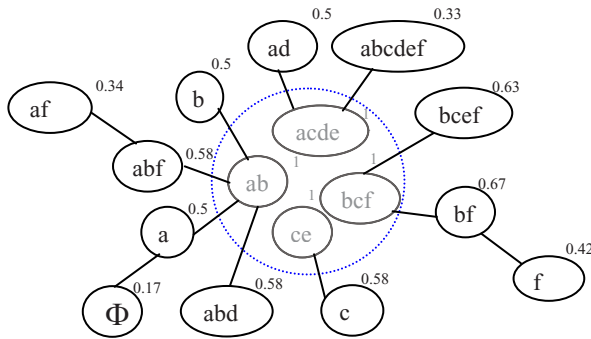 0.5
0.33
ad
abcdef
0.34
0.5
0.63
af
b
1
bcef
acde
abf
0.58
1
1
ab
bcf
0.67
1
bf
0.5
a
ce
0.42
f
0.17
0.58
0.58
Φ
abd
c